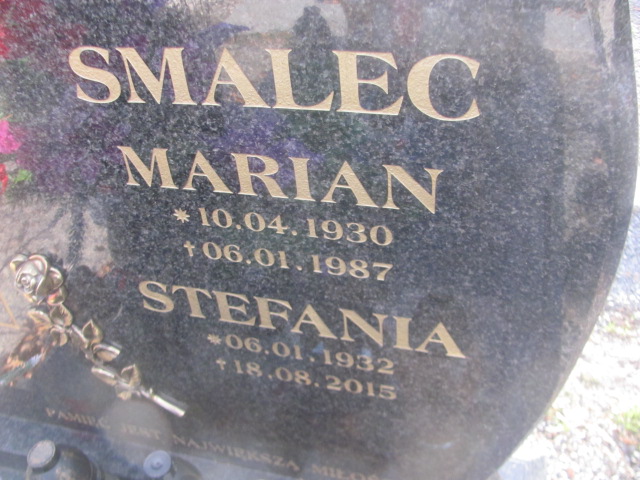 SMALEC
MARIAN
* 10.04.1930
† 06.01.1987
STEFANIA
* 06.01.1932
† 18.08.2015
PAMIĘĆ JEST NAJWIĘKSZĄ